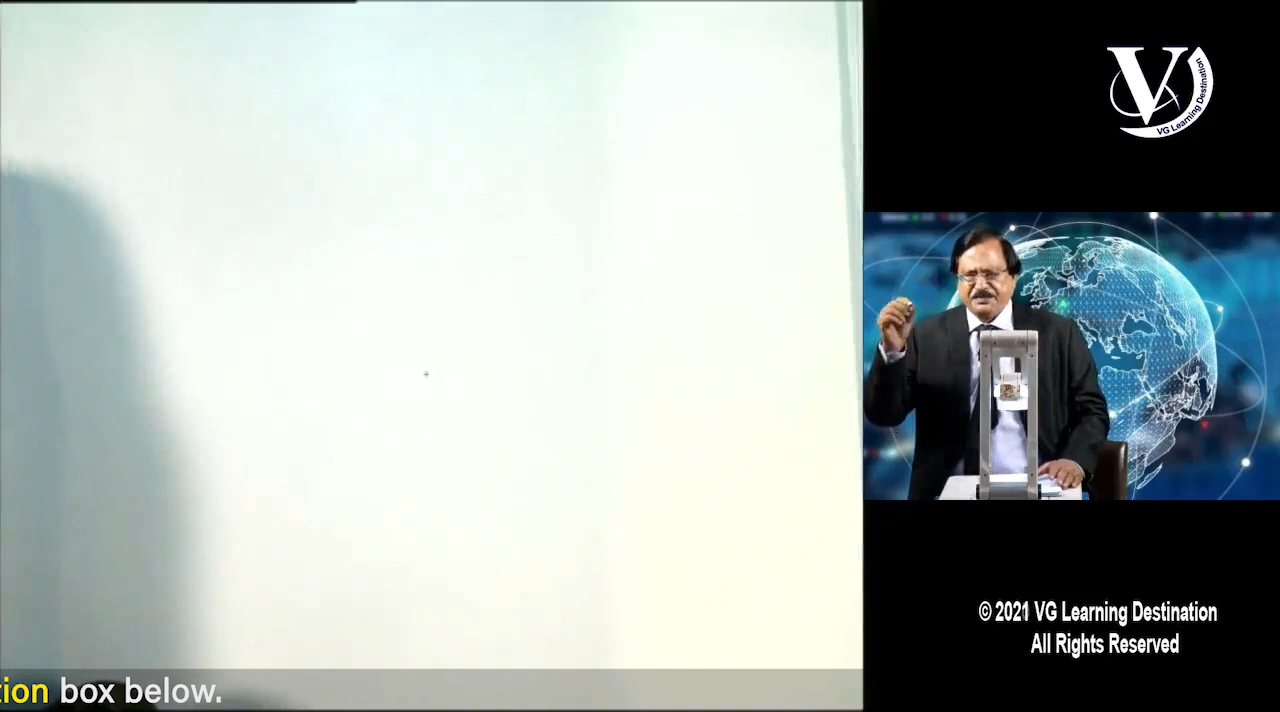 V
VG Learning Destination
© 2021 VG Learning Destination
All Rights Reserved
tion box below.